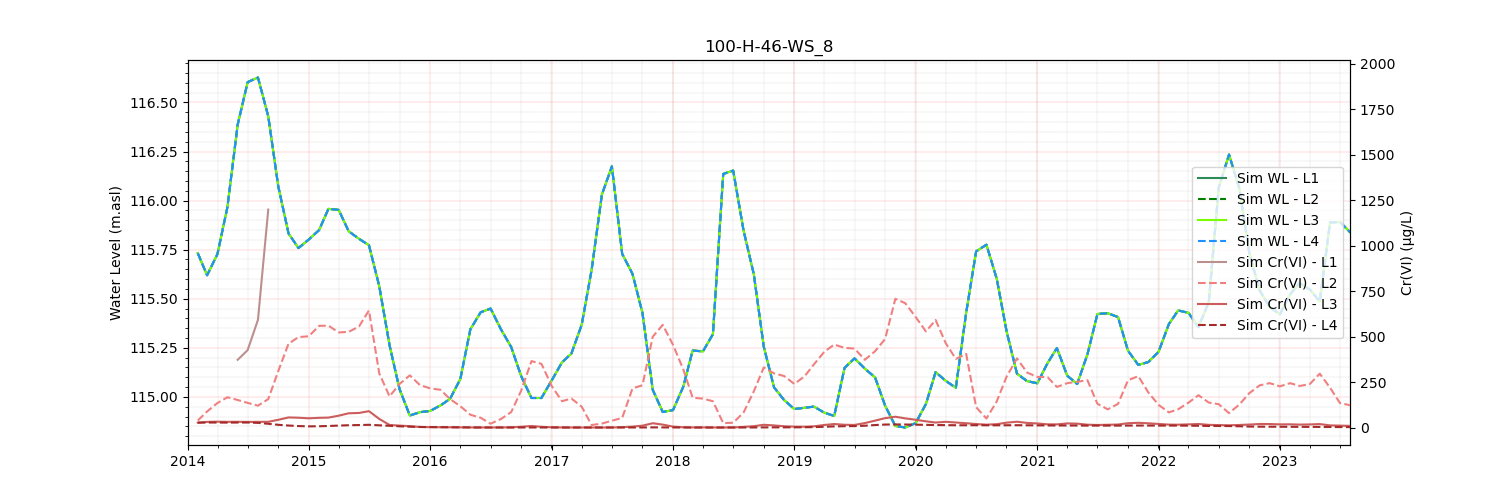 100-H-46-WS_8
Water Level (m.asl)
116.50
116.25
116.00
115.75
115.50
115.25
115.00
2000
1750
1500
1250
1000
750
500
250
0
Cr(VI) (μg/L)
Sim WL - L1
Sim WL - L2
Sim WL - L3
Sim WL - L4
Sim Cr(VI) - L1
Sim Cr(VI) - L2
Sim Cr(VI) - L3
Sim Cr(VI) - L4
2014 2015 2016 2017 2018 2019 2020 2021 2022 2023